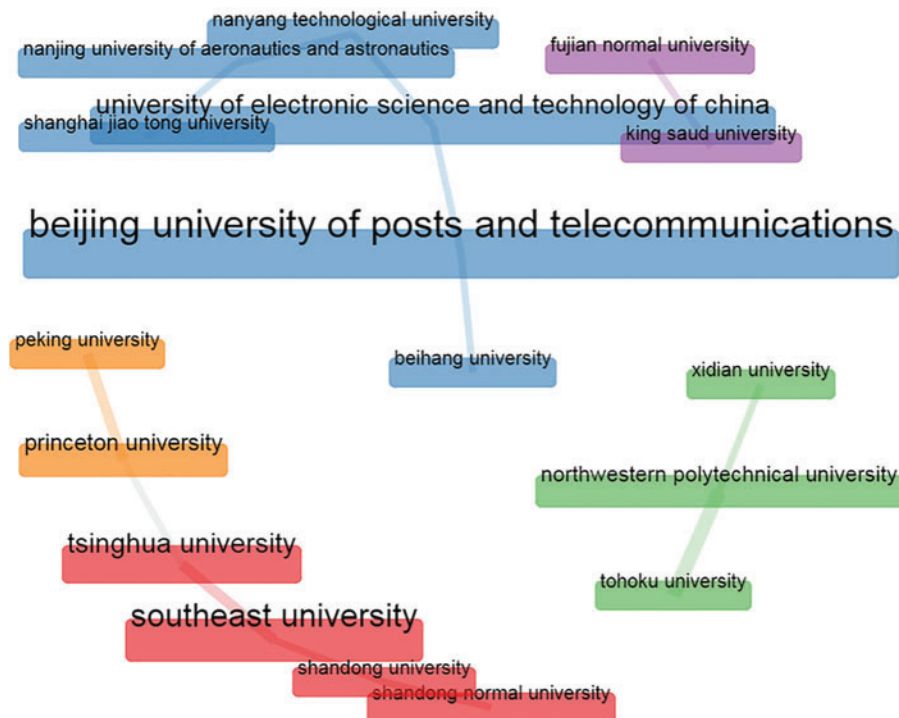 nanyang technological university
nanjing university of aeronautics and astronautics
fujian normal university
university of electronic science and technology of china
shanghai jiao tong university
king saud university
beijing university of posts and telecommunications
peking university
beihang university
xidian university
princeton university
northwestern polytechnical university
tsinghua university
tohoku university
southeast university
shandong university
shandong normal university